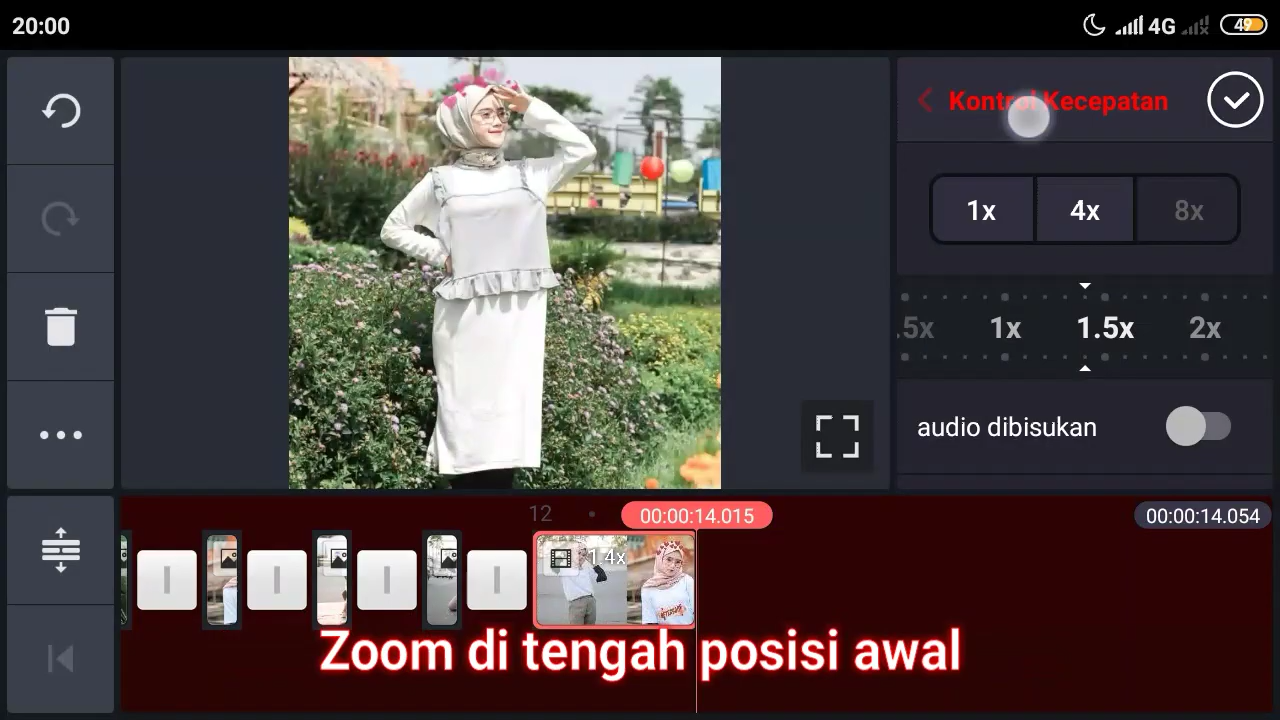 20:00
4G
49
Kontrol Kecepatan
1x
4x
8x
.5x
1x
1.5x
2x
audio dibisukan
12
00:00:14.015
00:00:14.054
1.4x
Zoom di tengah posisi awal